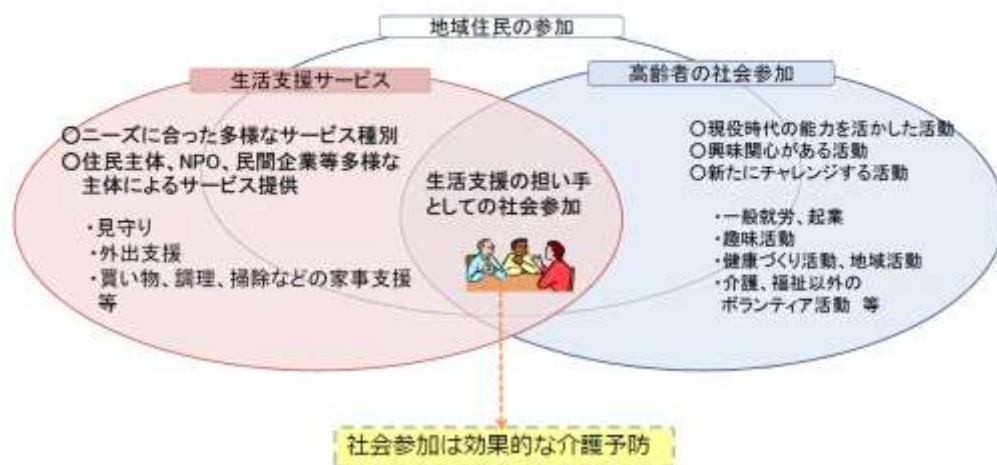 地域住民の参加
生活支援サービス
〇ニーズに合った多様なサービス種別
〇住民主体、NPO、民間企業等多様な
主体によるサービス提供
・見守り
・外出支援
・買い物、調理、掃除などの家事支援
等
生活支援の担い手
としての社会参加
高齢者の社会参加
〇現役時代の能力を活かした活動
〇興味関心がある活動
〇新たにチャレンジする活動
・一般就労、起業
・趣味活動
・健康づくり活動、地域活動
・介護、福祉以外の
ボランティア活動 等
社会参加は効果的な介護予防